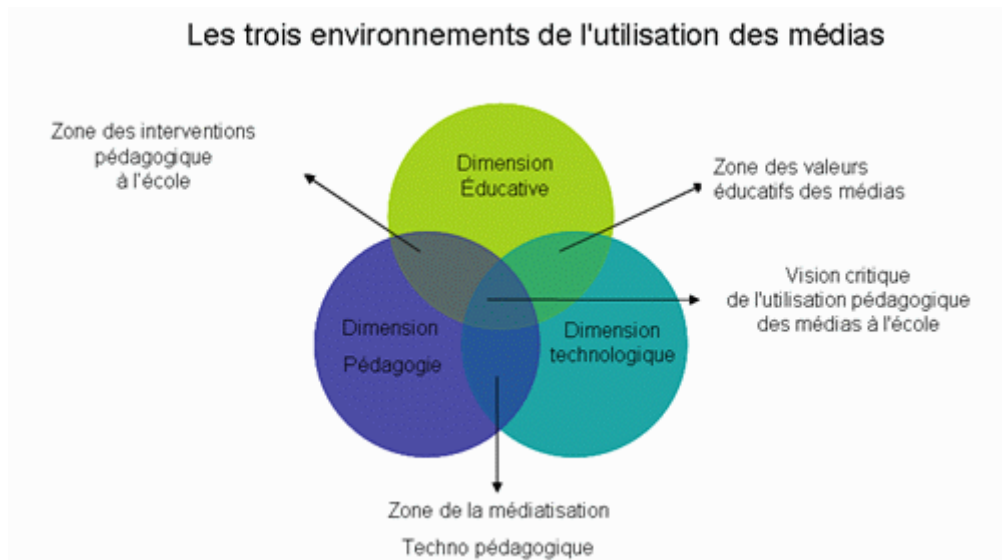 Les trois environnements de l'utilisation des médias
Zone des interventions
pédagogique
à l'école
Dimension
Éducative
Zone des valeurs
éducatifs des médias
Vision critique
de l'utilisation pédagogique
des médias à l'école
Dimension
Pédagogie
Dimension
technologique
Zone de la médiatisation
Techno pédagogique